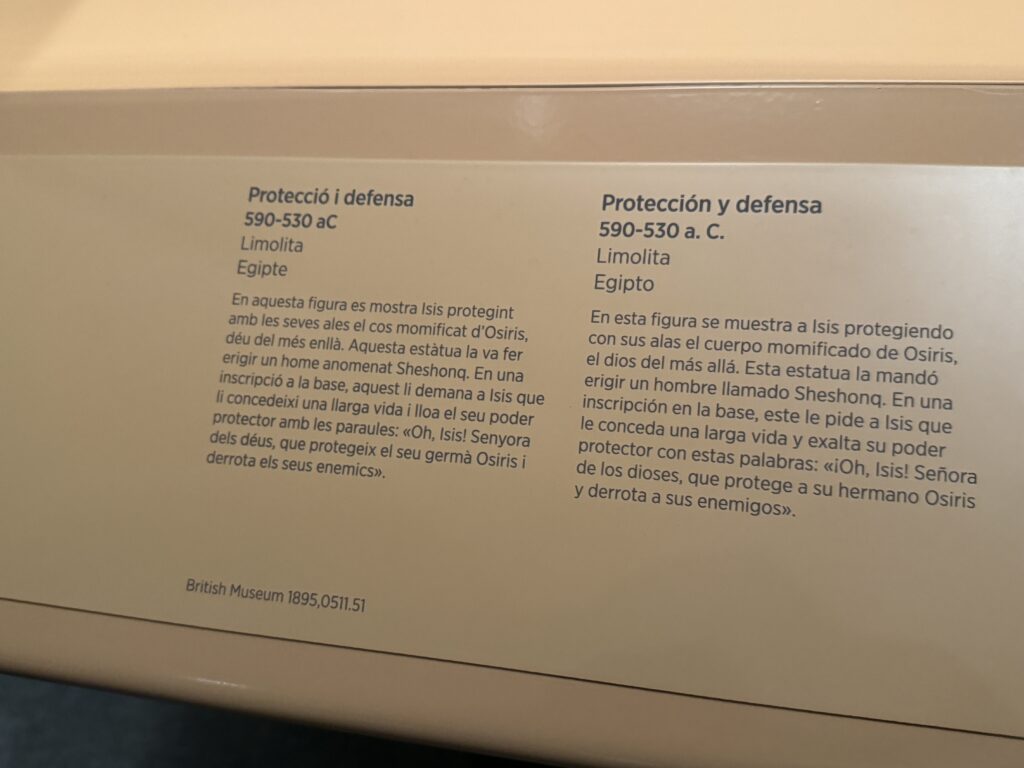 Protecció i defensa
590-530 aC
Limolita
Egipte
En aquesta figura es mostra Isis protegint
amb les seves ales el cos momificat d'Osiris,
déu del més enllà. Aquesta estàtua la va fer
erigir un home anomenat Sheshonq. En una
inscripció a la base, aquest li demana a Isis que
li concedeixi una llarga vida i lloa el seu poder
protector amb les paraules: «Oh, Isis! Senyora
dels déus, que protegeix el seu germà Osiris i
derrota els seus enemics».
British Museum 1895,0511.51
Protección y defensa
590-530 a. C.
Limolita
Egipto
En esta figura se muestra a Isis protegiendo
con sus alas el cuerpo momificado de Osiris,
el dios del más allá. Esta estatua la mandó
erigir un hombre llamado Sheshonq. En una
inscripción en la base, este le pide a Isis que
le conceda una larga vida y exalta su poder
protector con estas palabras: «¡Oh, Isis! Señora
de los dioses, que protege a su hermano Osiris
y derrota a sus enemigos».